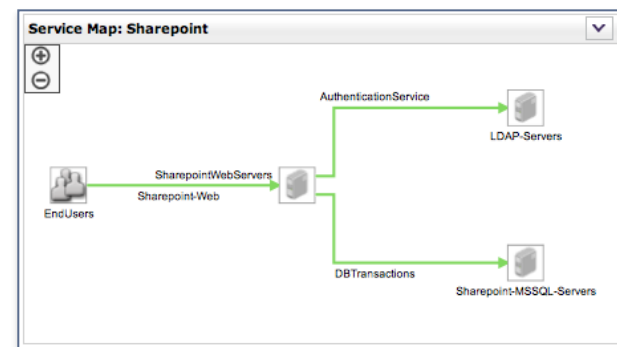 Service Map: Sharepoint
AuthenticationService
LDAP-Servers
SharepointWebServers
Sharepoint-Web
EndUsers
DBTransactions
Sharepoint-MSSQL-Servers